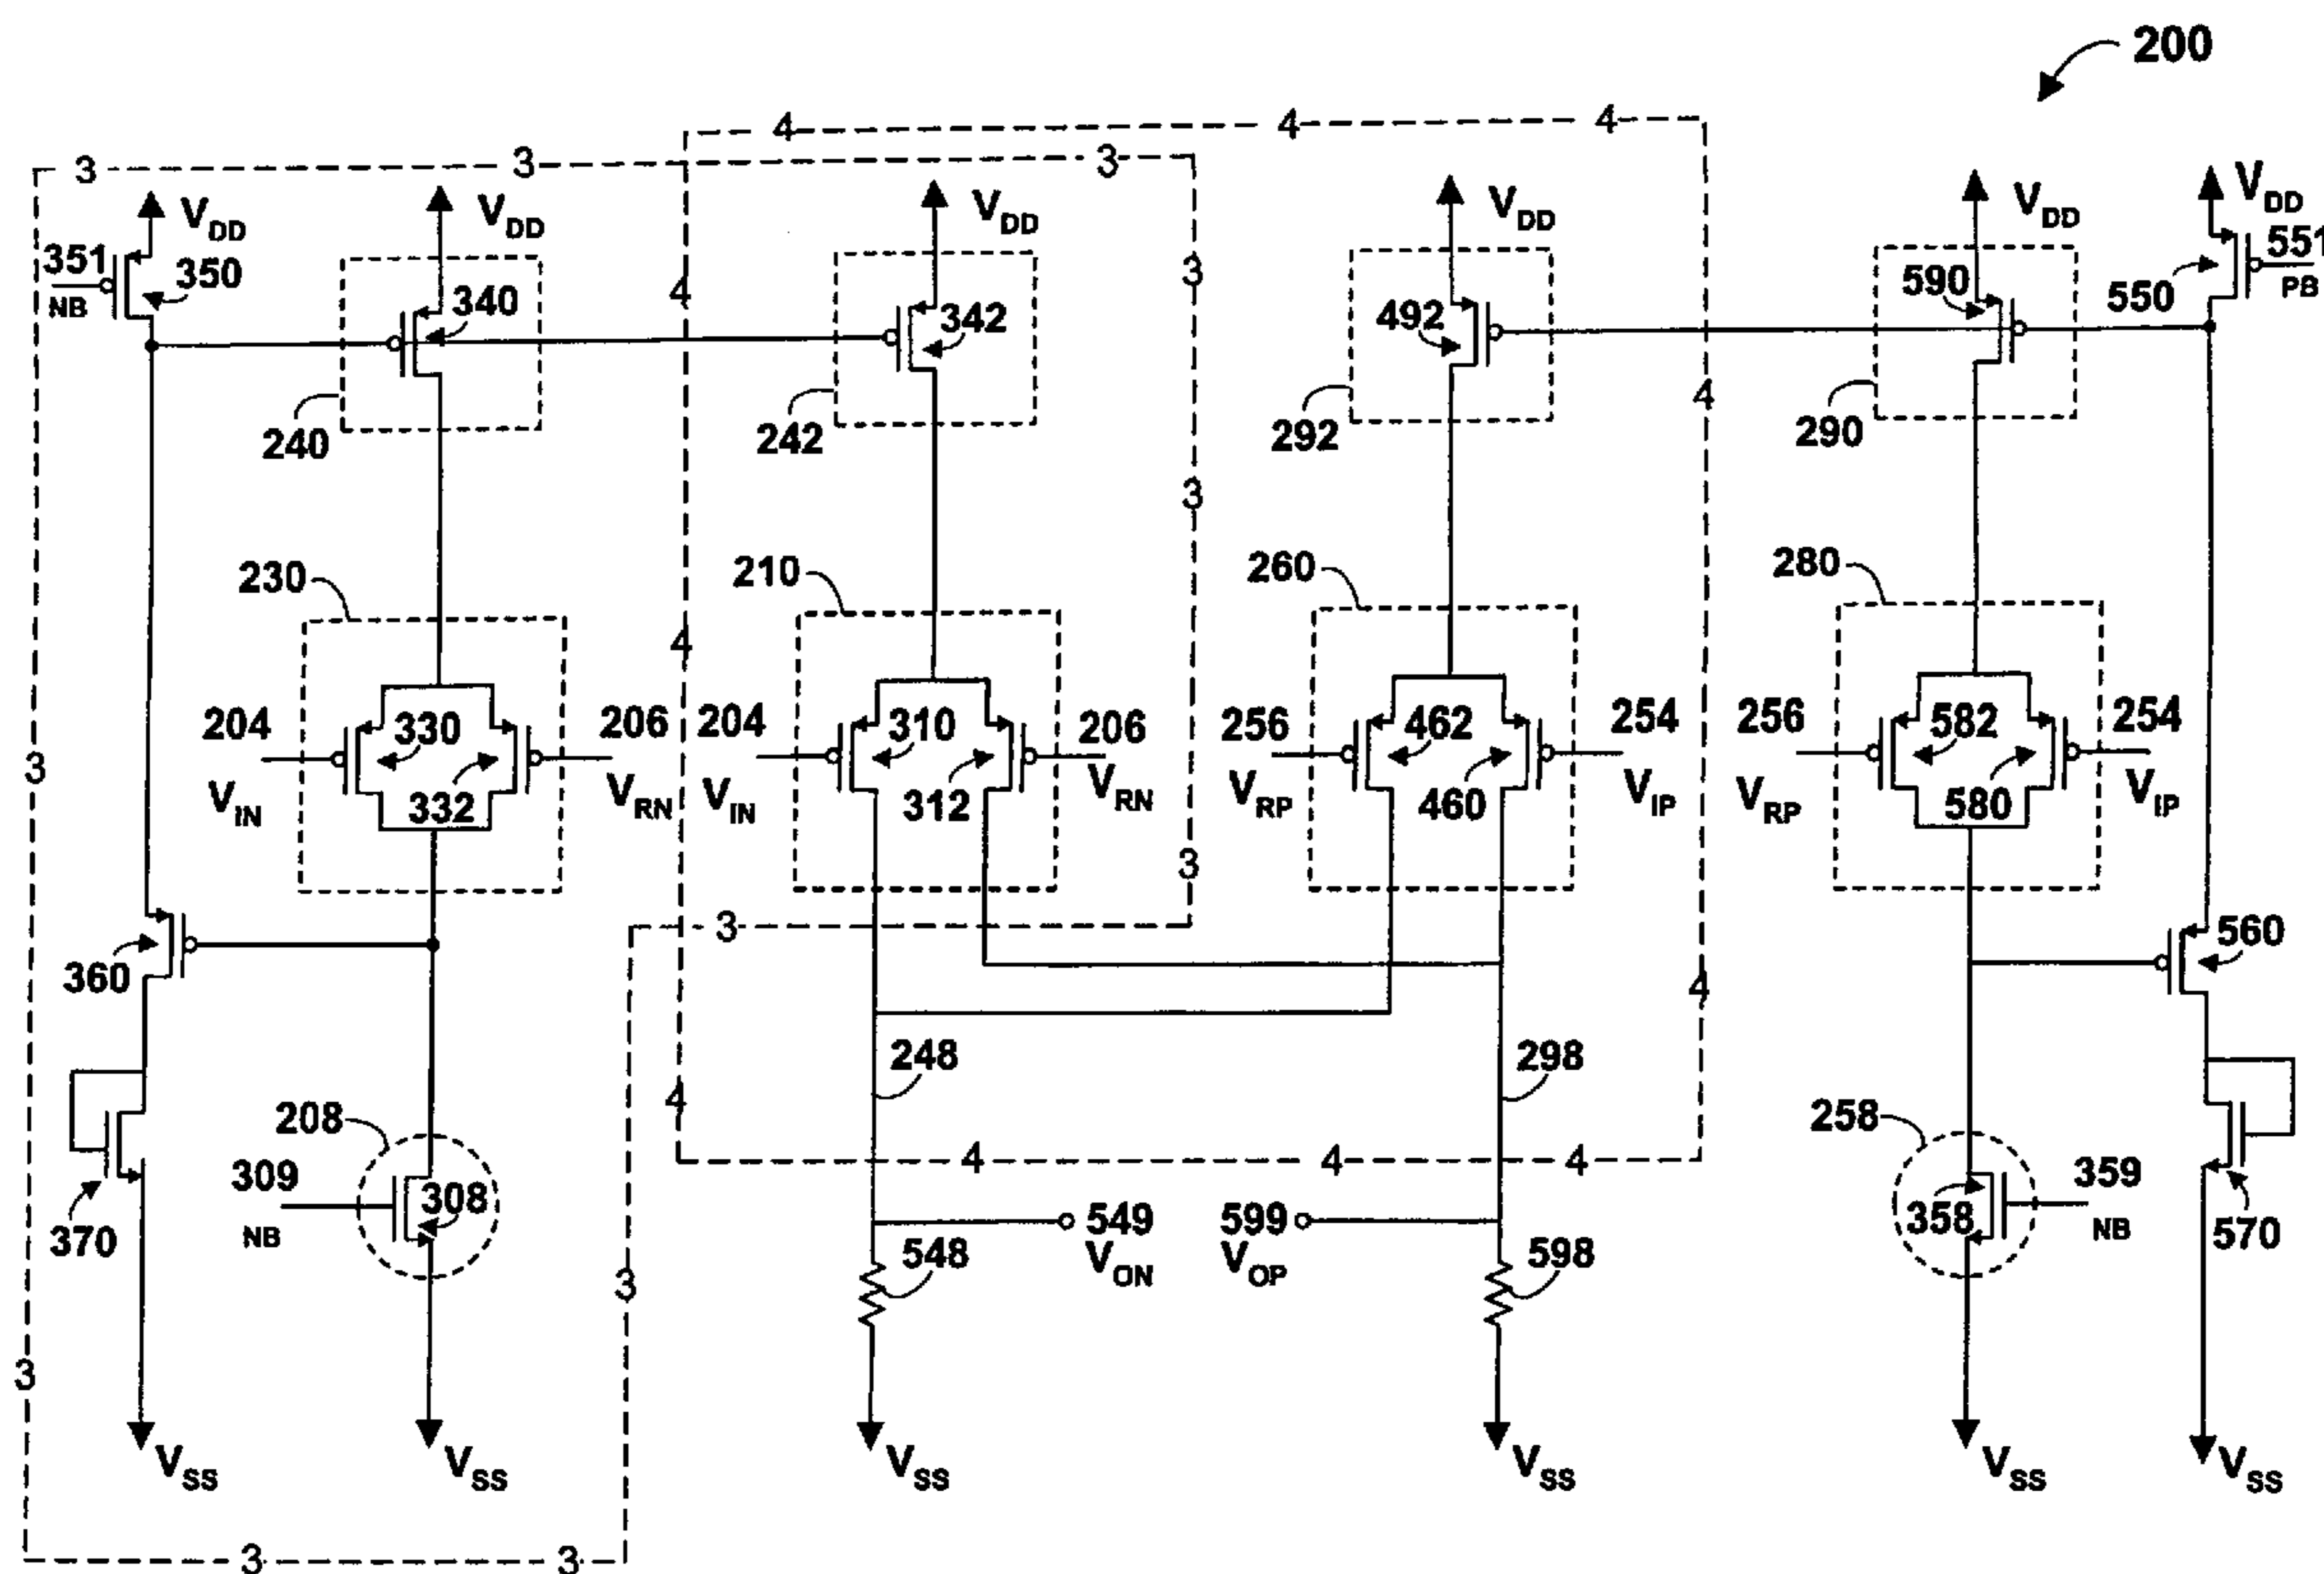 200
4 4 4
3 3 3
VDD VDD VDD VDD VDD VDD
351 350 340 342 492 590 550 551
NB PB
4 3 4
240 242 292 290
3
230 210 260 280
4
204 330 206 204 310 206 256 462 254 256 582 254
3
VIN 332 VRN VIN 312 VRN VRP 460 VIP VRP 580 VIP
3
3
360 560
4
248 298
4
208 258
309 308 4 4 4 358 359
NB NB
370 549 599 570
VON VOP
548 598
3
3
VSS VSS VSS VSS VSS VSS
3 3